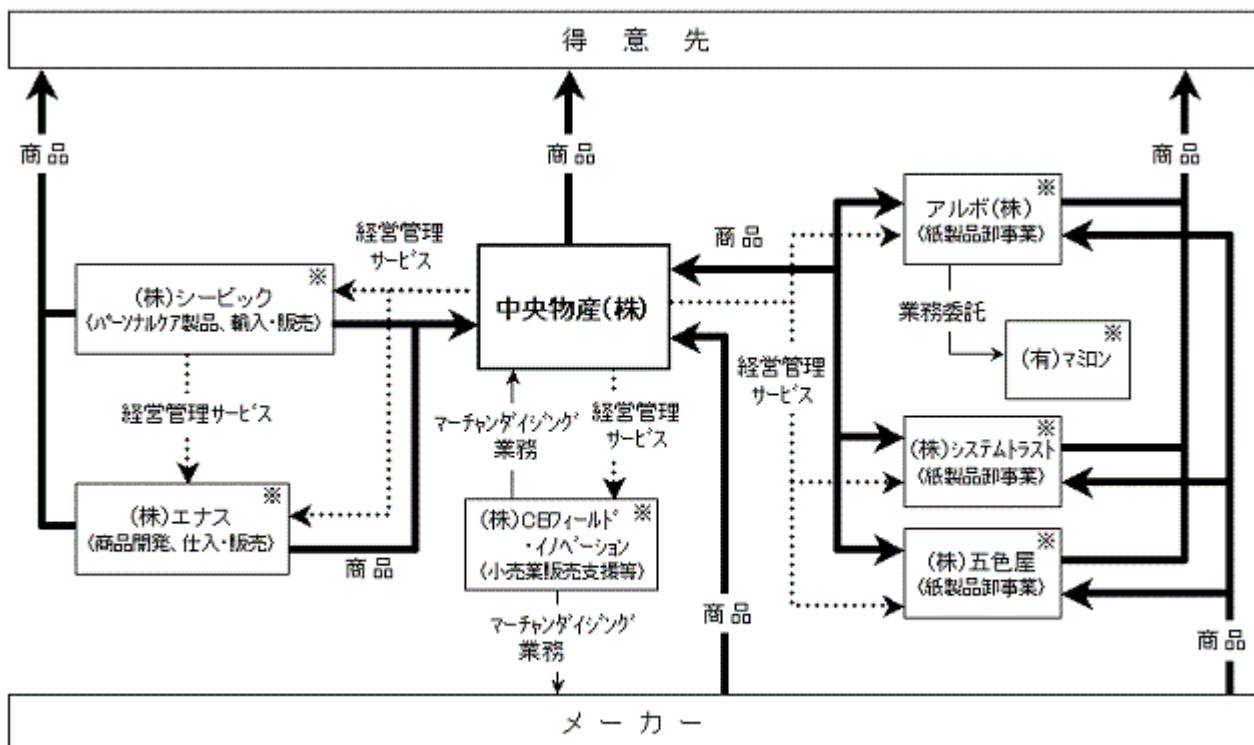 得意先
商品
商品
商品
経営管理
サービス
商品
※
アルボ(株)
(紙製品卸事業)
※
(株)シービック
(パーソナルケア製品、輸入・販売)
中央物産(株)
業務委託
※
(有)マミロン
経営管理サービス
マーチャンダイジング
業務
経営管理
サービス
経営管理
サービス
※
(株)システムトラスト
(紙製品卸事業)
※
(株)エナス
(商品開発、仕入・販売)
商品
※
(株)CBフィールド
・イノベーション
(小売業販売支援等)
※
(株)五色屋
(紙製品卸事業)
マーチャンダイジング
業務
商品
商品
メーカー